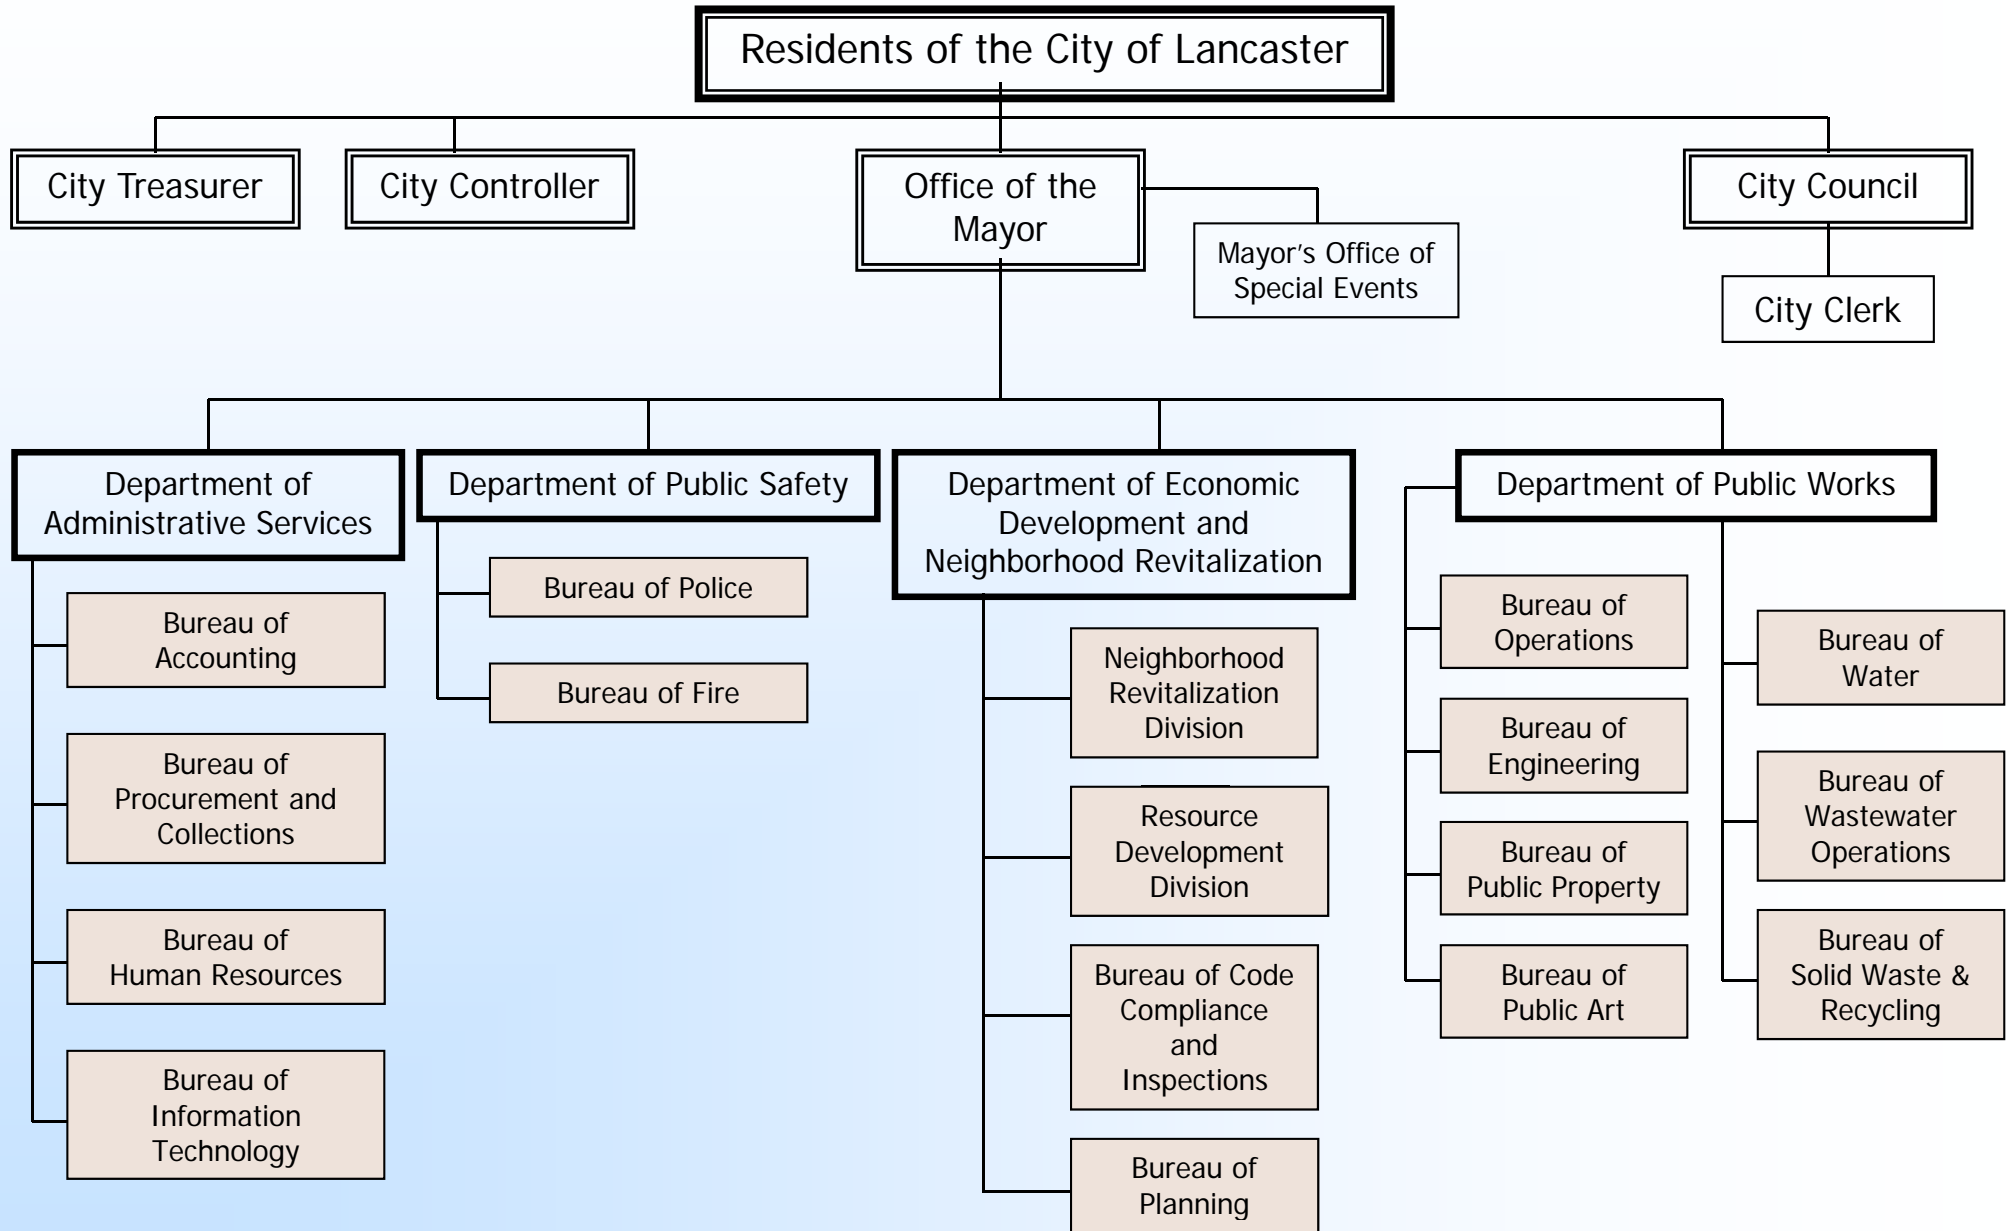 Residents of the City of Lancaster
City Treasurer
City Controller
Office of the
Mayor
City Council
Mayor's Office of
Special Events
City Clerk
Department of
Administrative Services
Bureau of
Accounting
Bureau of
Procurement and
Collections
Bureau of
Human Resources
Bureau of
Information
Technology
Department of Public Safety
Bureau of Police
Bureau of Fire
Department of Economic
Development and
Neighborhood Revitalization
Neighborhood
Revitalization
Division
Resource
Development
Division
Bureau of Code
Compliance
and
Inspections
Bureau of
Planning
Department of Public Works
Bureau of
Operations
Bureau of
Engineering
Bureau of
Public Property
Bureau of
Public Art
Bureau of
Water
Bureau of
Wastewater
Operations
Bureau of
Solid Waste &
Recycling